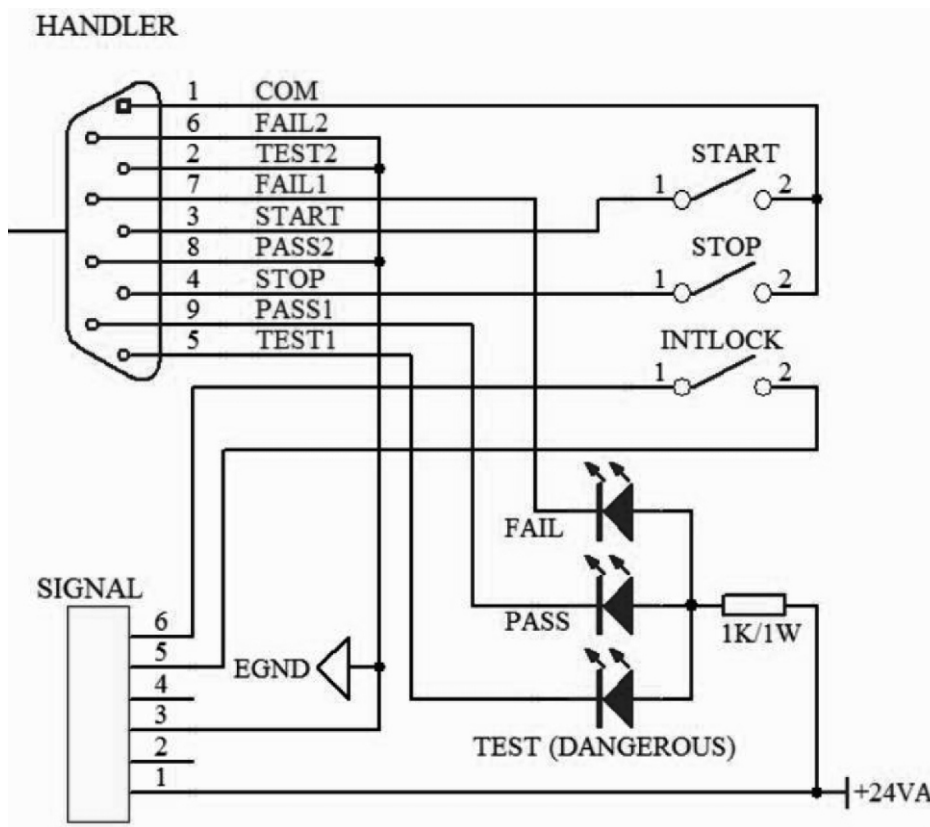 HANDLER
1 COM
6 FAIL2
2 TEST2
7 FAIL1
3 START
8 PASS2
4 STOP
9 PASS1
5 TEST1
START
1 2
STOP
1 2
INTLOCK
1 2
FAIL
PASS
1K/1W
TEST (DANGEROUS)
EGND
SIGNAL
6
5
4
3
2
1
+24VA